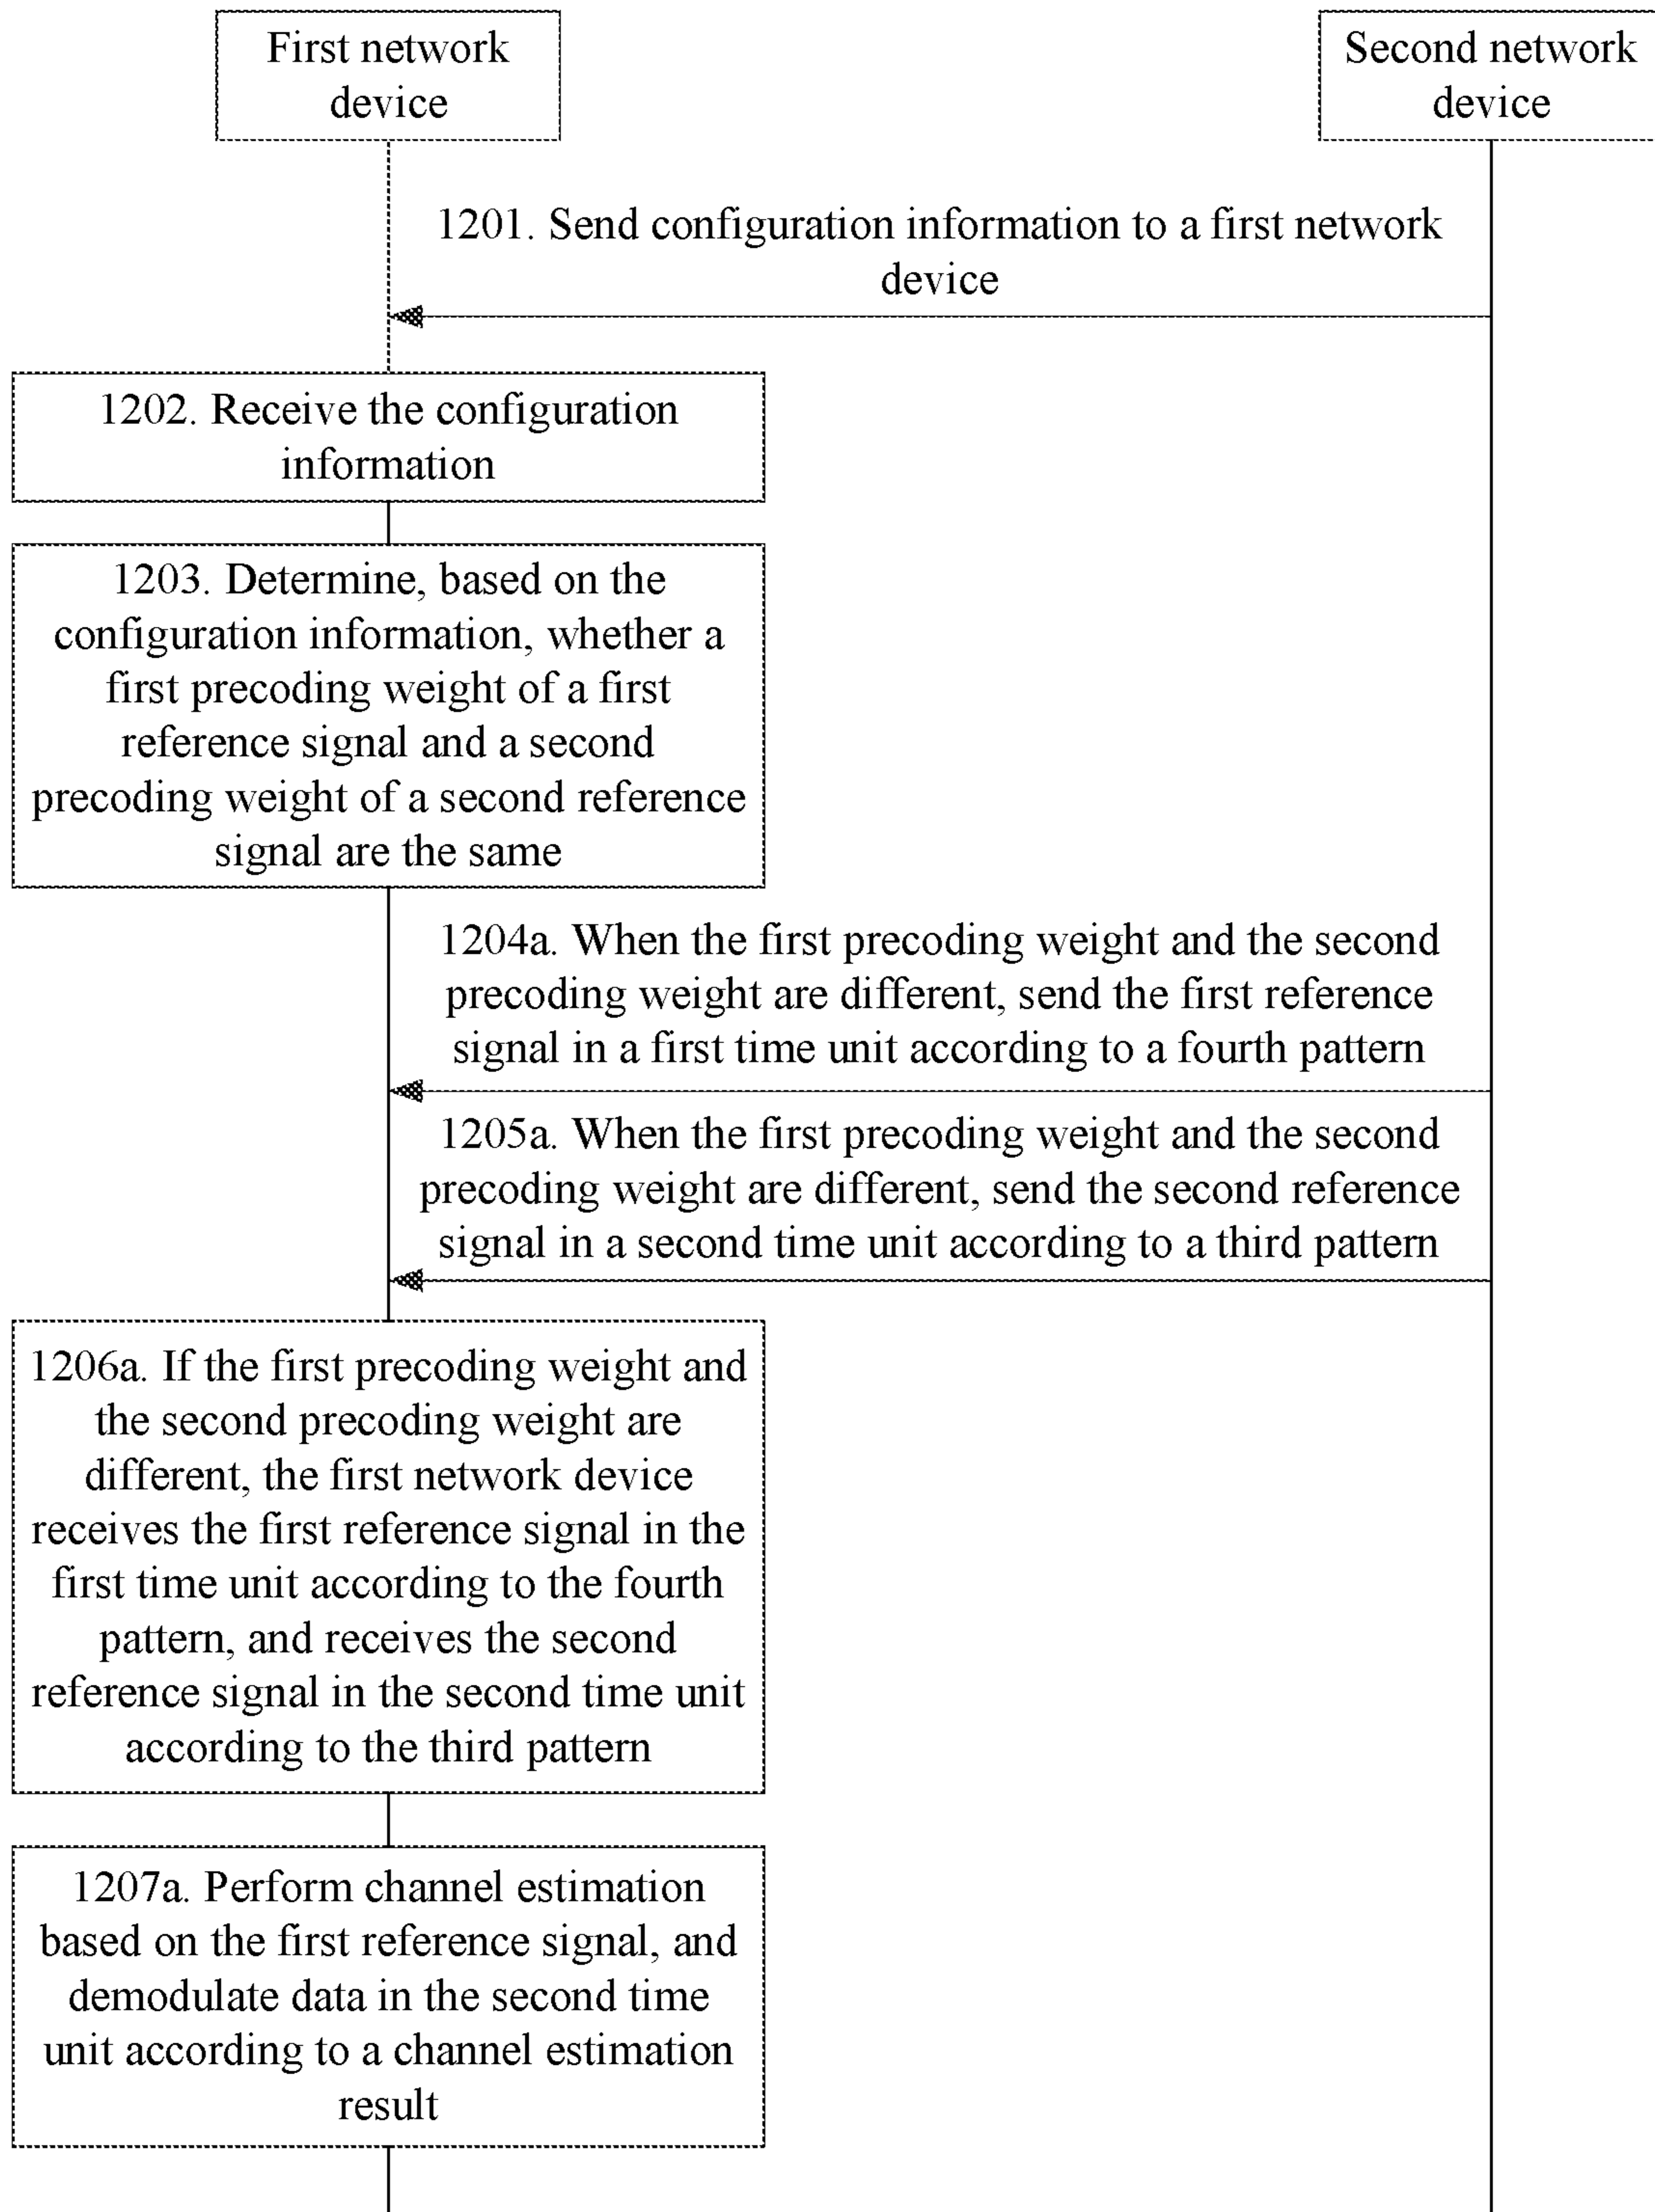 First network
device
Second network
device
1201. Send configuration information to a first network
device
1202. Receive the configuration
information
1203. Determine, based on the
configuration information, whether a
first precoding weight of a first
reference signal and a second
precoding weight of a second reference
signal are the same
1204a. When the first precoding weight and the second
precoding weight are different, send the first reference
signal in a first time unit according to a fourth pattern
1205a. When the first precoding weight and the second
precoding weight are different, send the second reference
signal in a second time unit according to a third pattern
1206a. If the first precoding weight and
the second precoding weight are
different, the first network device
receives the first reference signal in the
first time unit according to the fourth
pattern, and receives the second
reference signal in the second time unit
according to the third pattern
1207a. Perform channel estimation
based on the first reference signal, and
demodulate data in the second time
unit according to a channel estimation
result